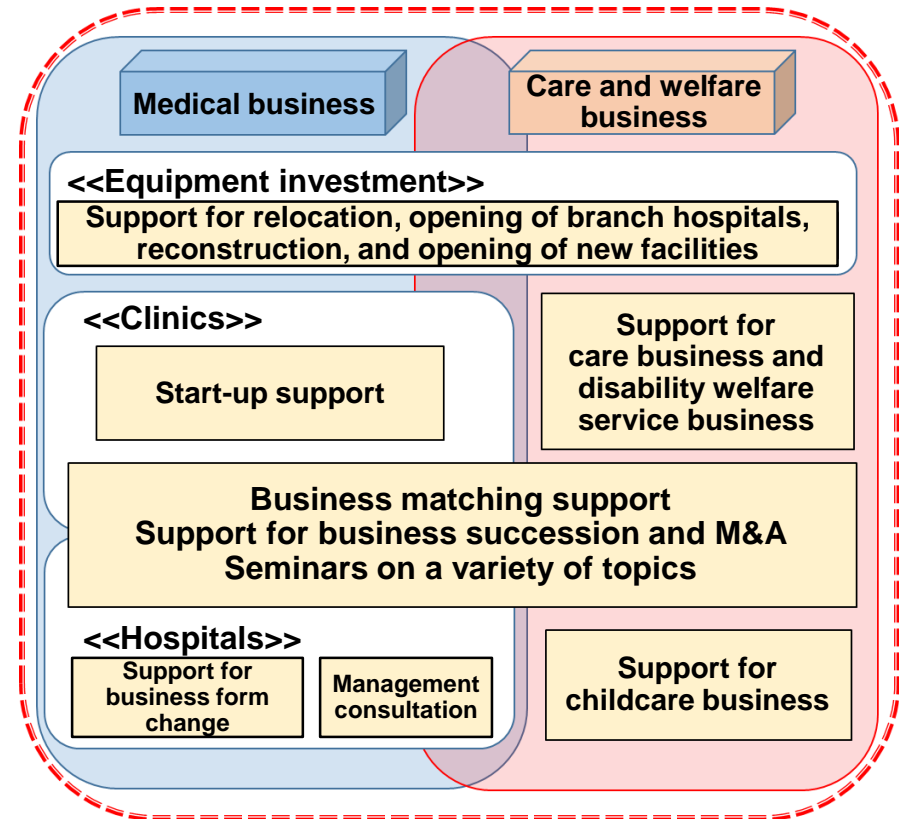 Medical business
Care and welfare
business
<<Equipment investment>>
Support for relocation, opening of branch hospitals,
reconstruction, and opening of new facilities
<<Clinics>>
Start-up support
Support for
care business and
disability welfare
service business
Business matching support
Support for business succession and M&A
Seminars on a variety of topics
<<Hospitals>>
Support for
business form
change
Management
consultation
Support for
childcare business